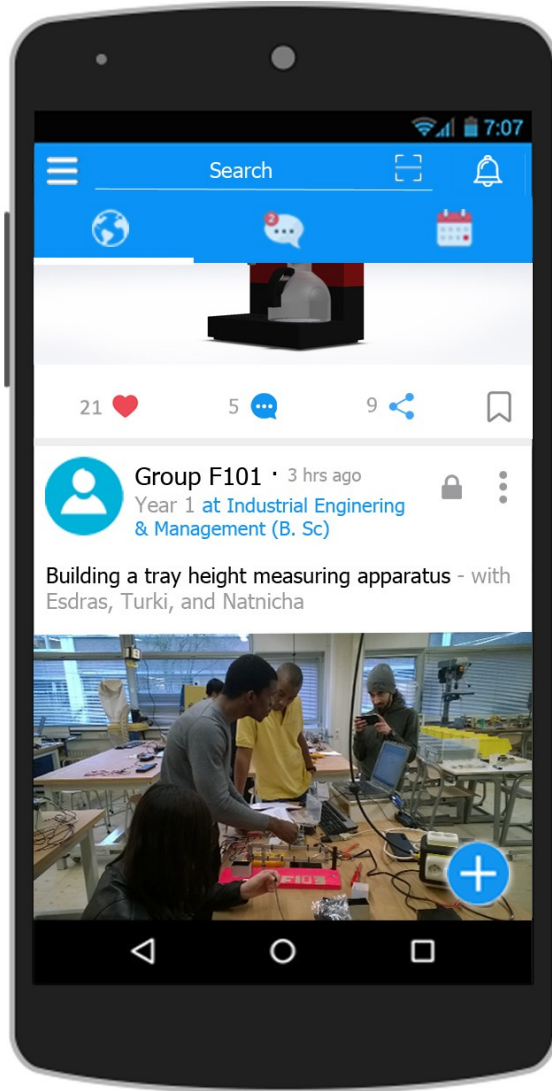 7:07
Search
2
21 5 9
Group F101 · 3 hrs ago
Year 1 at Industrial Enginering
& Management (B. Sc)
Building a tray height measuring apparatus - with
Esdras, Turki, and Natnicha
F103